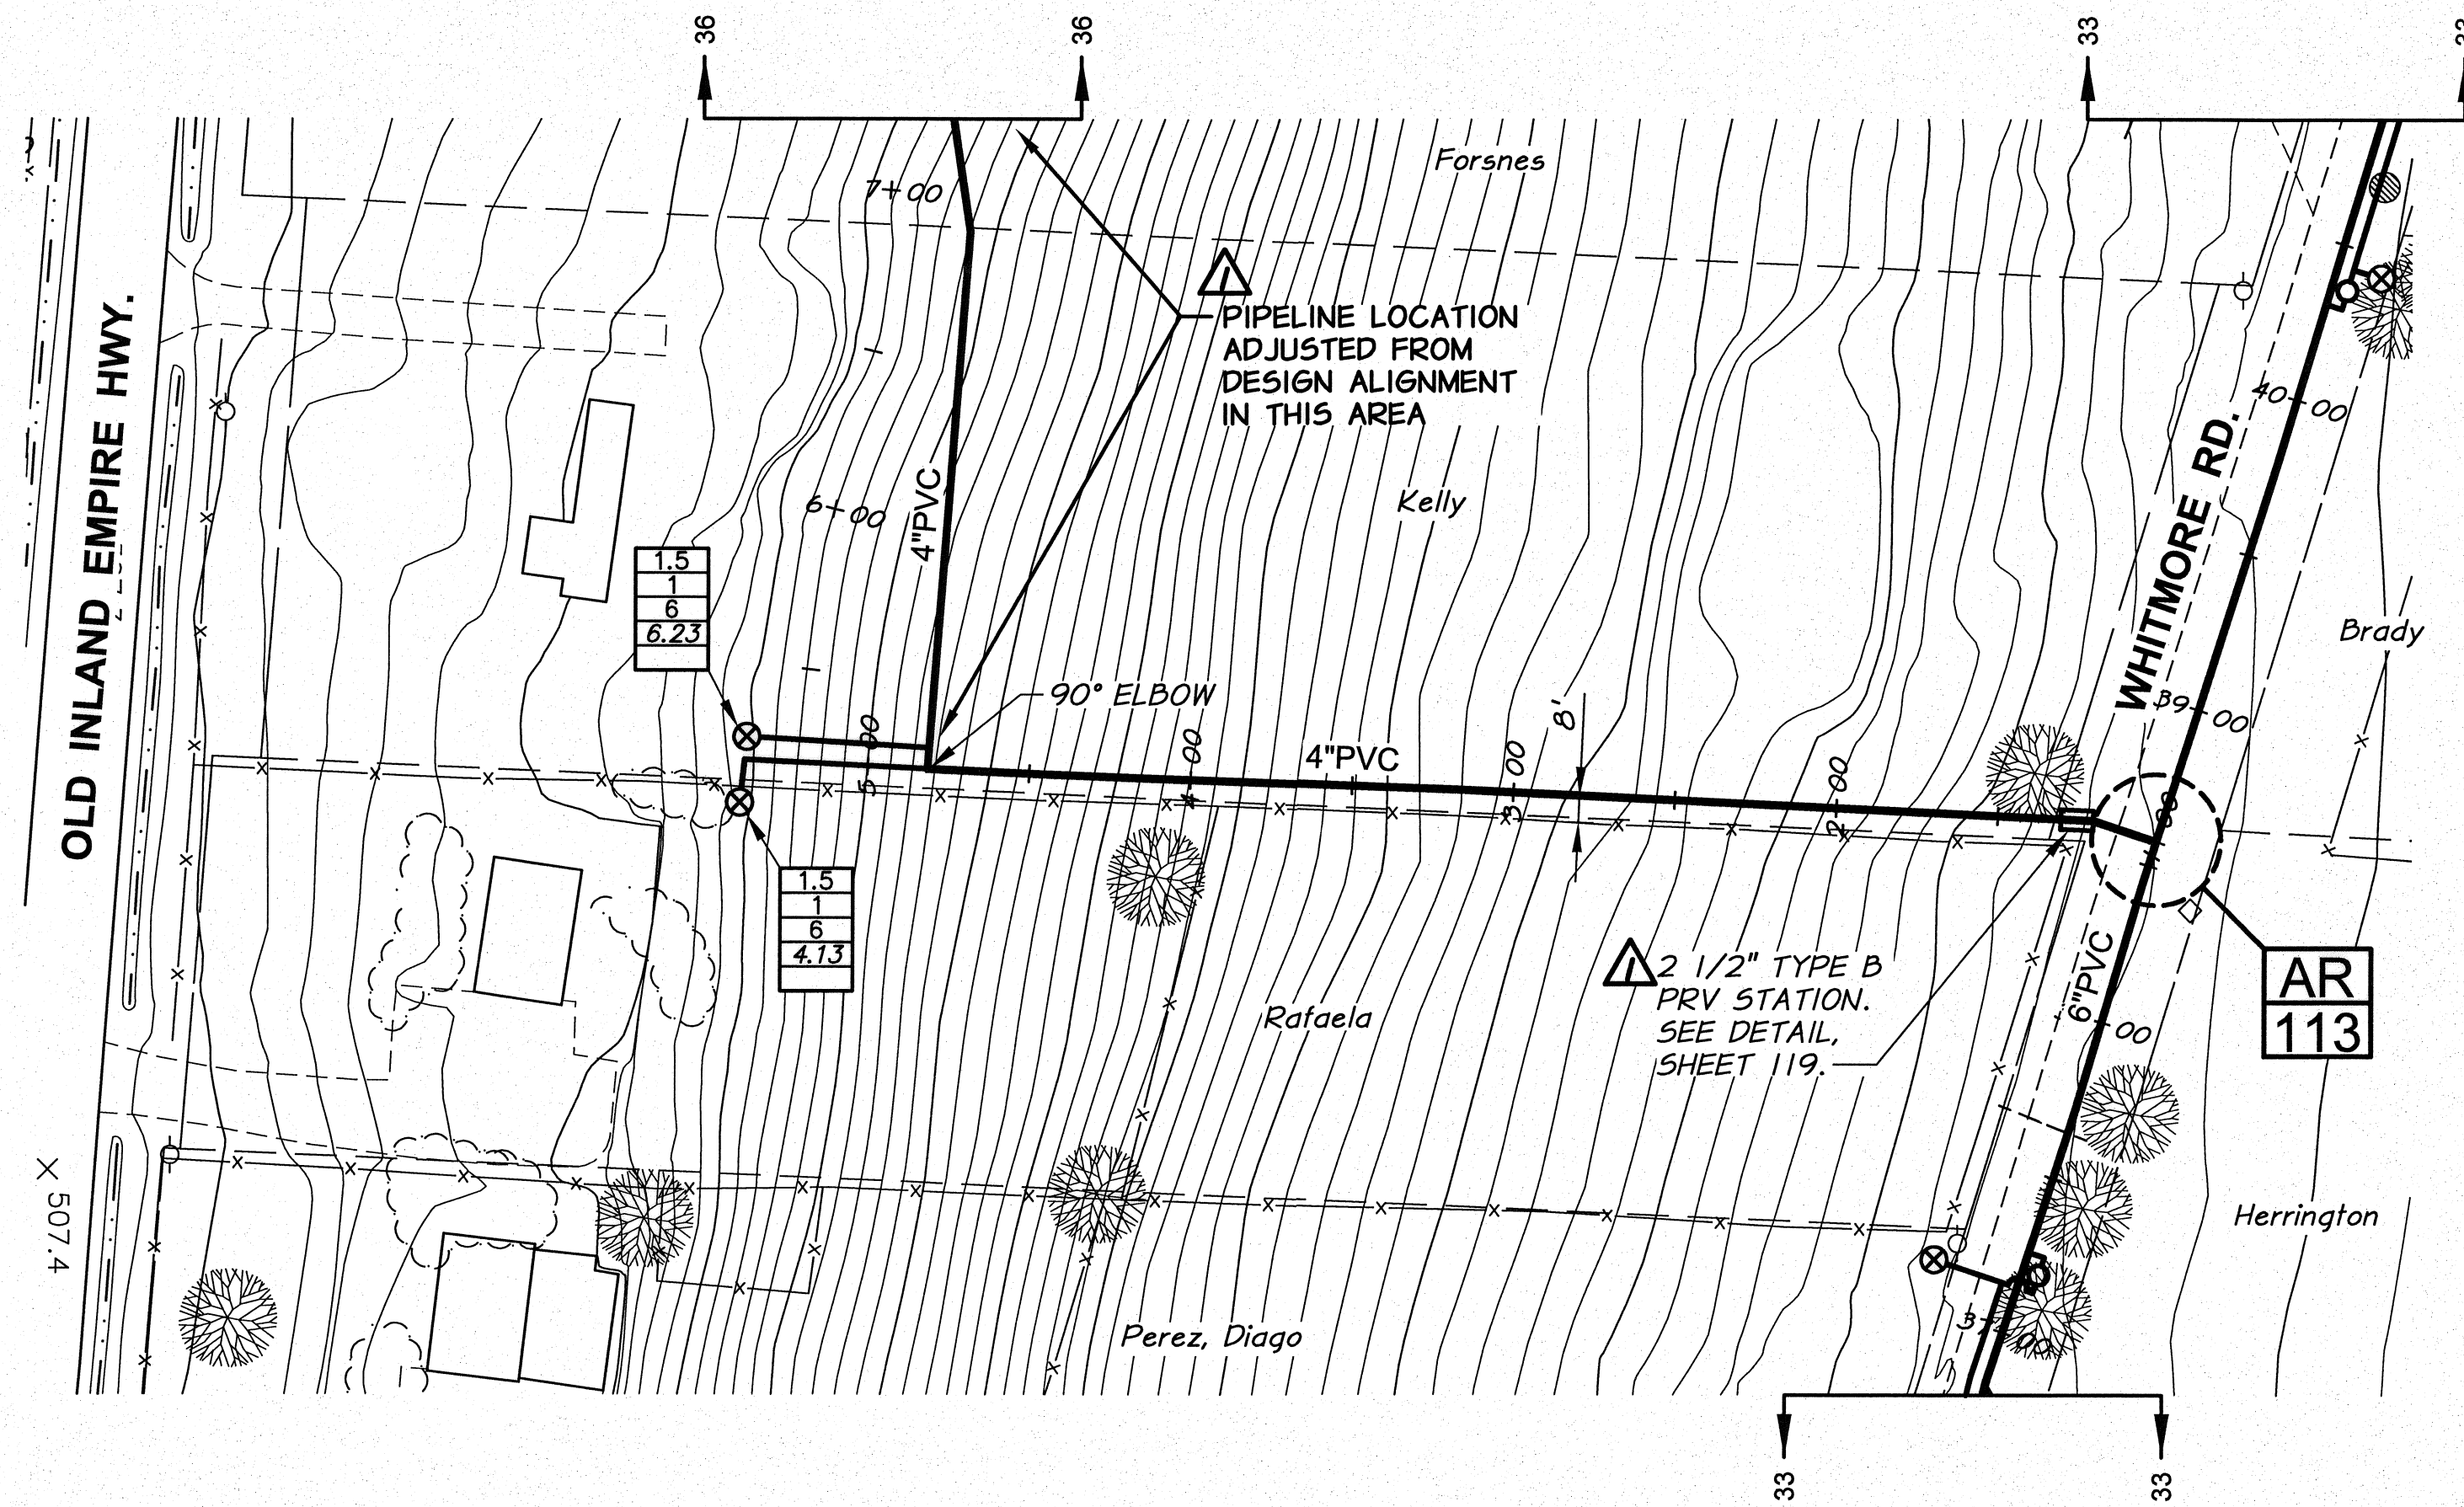 36
36
33
Forsnes
7+00
PIPELINE LOCATION
ADJUSTED FROM
DESIGN ALIGNMENT
IN THIS AREA
OLD INLAND EMPIRE HWY.
WHITMORE RD.
40+00
Kelly
4"PVC
6+00
1.5
1
6
6.23
Brady
90° ELBOW
39+00
8'
4"PVC
5+00
4+00
3+00
2+00
1.5
1
6
4.13
2 1/2" TYPE B
PRV STATION.
SEE DETAIL,
SHEET 119.
6"PVC
AR
113
Rafaela
Herrington
Perez, Diago
507.4
33
33